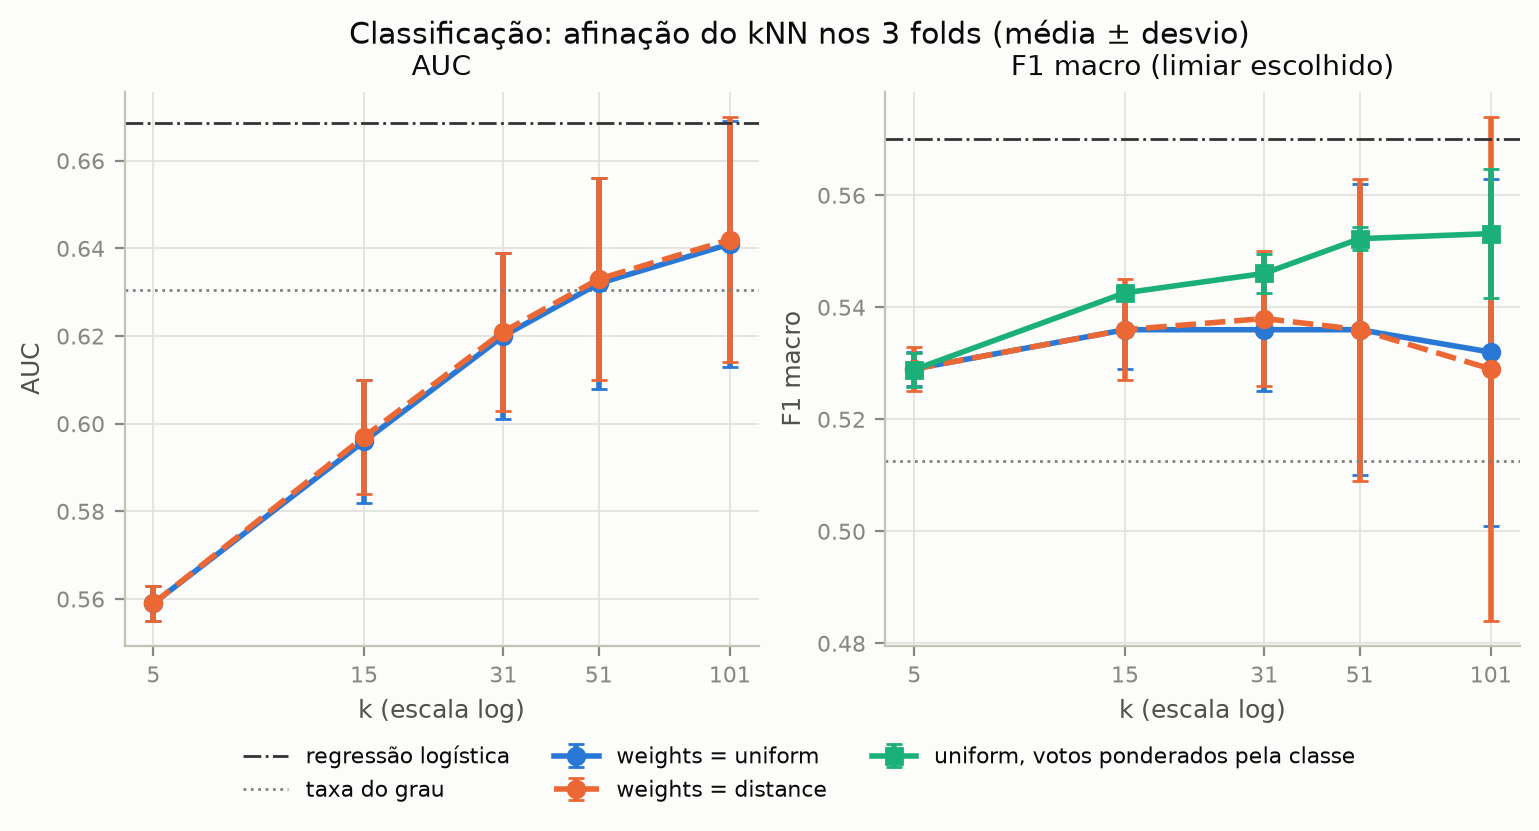 Classificação: afinação do kNN nos 3 folds (média ± desvio)
AUC
F1 macro (limiar escolhido)
AUC
0.66
0.64
0.62
0.60
0.58
0.56
5
15
31
51
101
k (escala log)
F1 macro
0.56
0.54
0.52
0.50
0.48
5
15
31
51
101
k (escala log)
regressão logística
taxa do grau
weights = uniform
weights = distance
uniform, votos ponderados pela classe